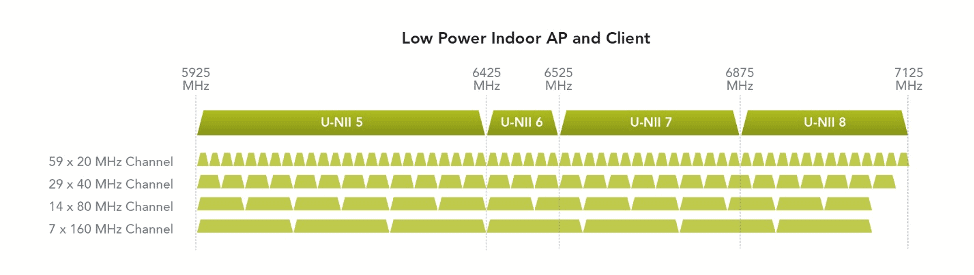 Low Power Indoor AP and Client
5925 MHz
6425 MHz
6525 MHz
6875 MHz
7125 MHz
U-NII 5
U-NII 6
U-NII 7
U-NII 8
59 x 20 MHz Channel
29 x 40 MHz Channel
14 x 80 MHz Channel
7 x 160 MHz Channel